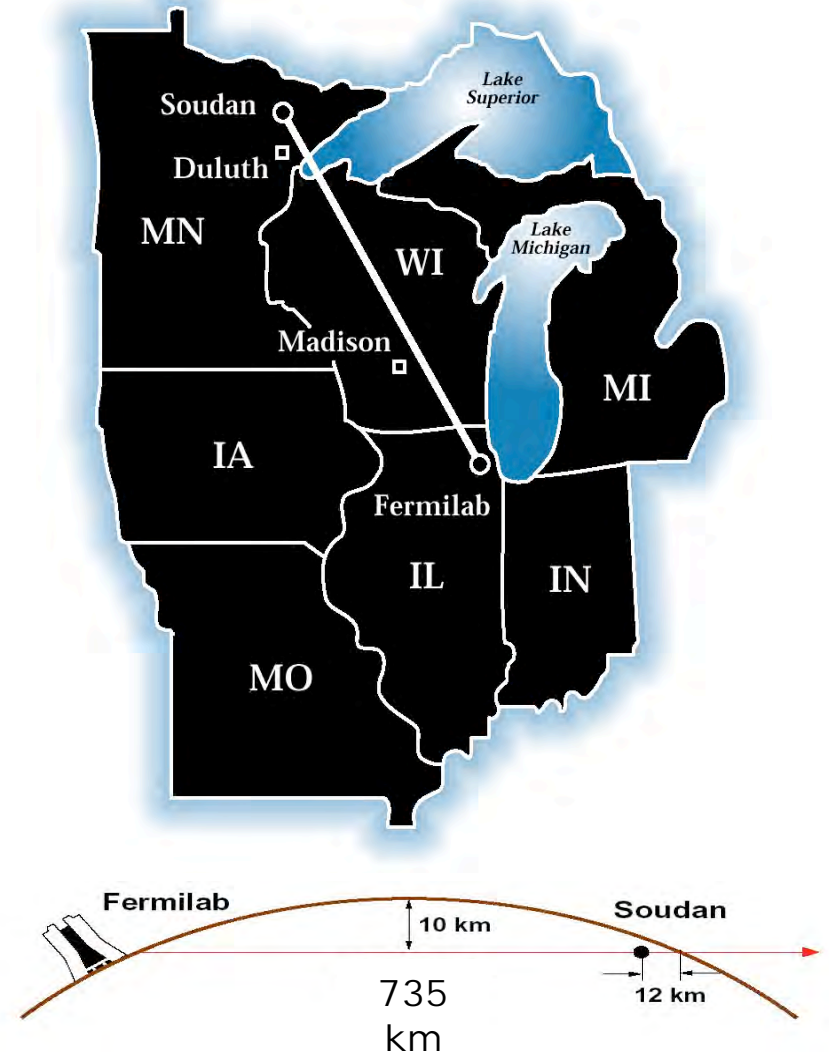 Lake
Superior
Soudan
Duluth
MN
Lake
Michigan
WI
Madison
MI
IA
Fermilab
IL
IN
MO
Fermilab
Soudan
10 km
12 km
735
km